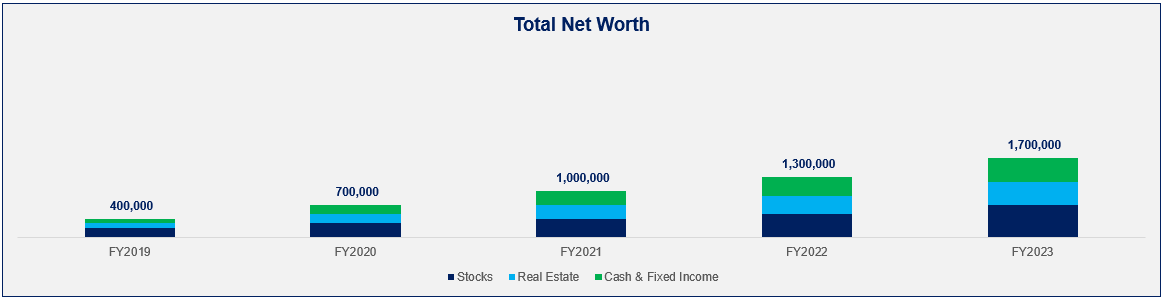 Total Net Worth
1,700,000
1,300,000
1,000,000
700,000
400,000
FY2019 FY2020 FY2021 FY2022 FY2023
Stocks Real Estate Cash & Fixed Income